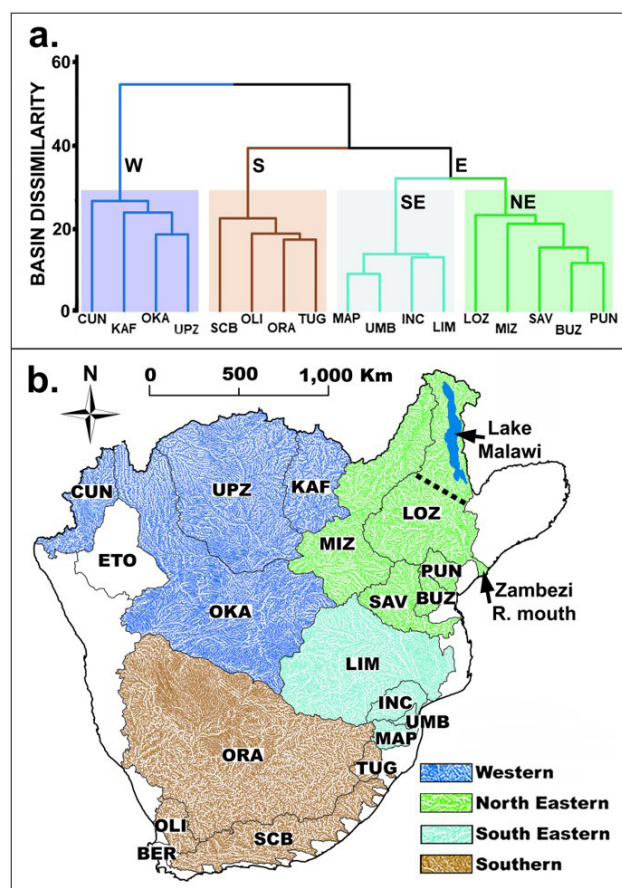 a.
60
40
20
0
BASIN DISSIMILARITY
W
S
E
SE
NE
CUN
KAF
OKA
UPZ
SCB
OLI
ORA
TUG
MAP
UMB
INC
LIM
LOZ
MIZ
SAV
BUZ
PUN
b.
N
0 500 1,000 Km
Lake
Malawi
CUN
UPZ
KAF
LOZ
ETO
MIZ
PUN
OKA
SAV
BUZ
Zambezi
R. mouth
LIM
INC
UMB
MAP
ORA
TUG
OLI
SCB
BER
Western
North Eastern
South Eastern
Southern